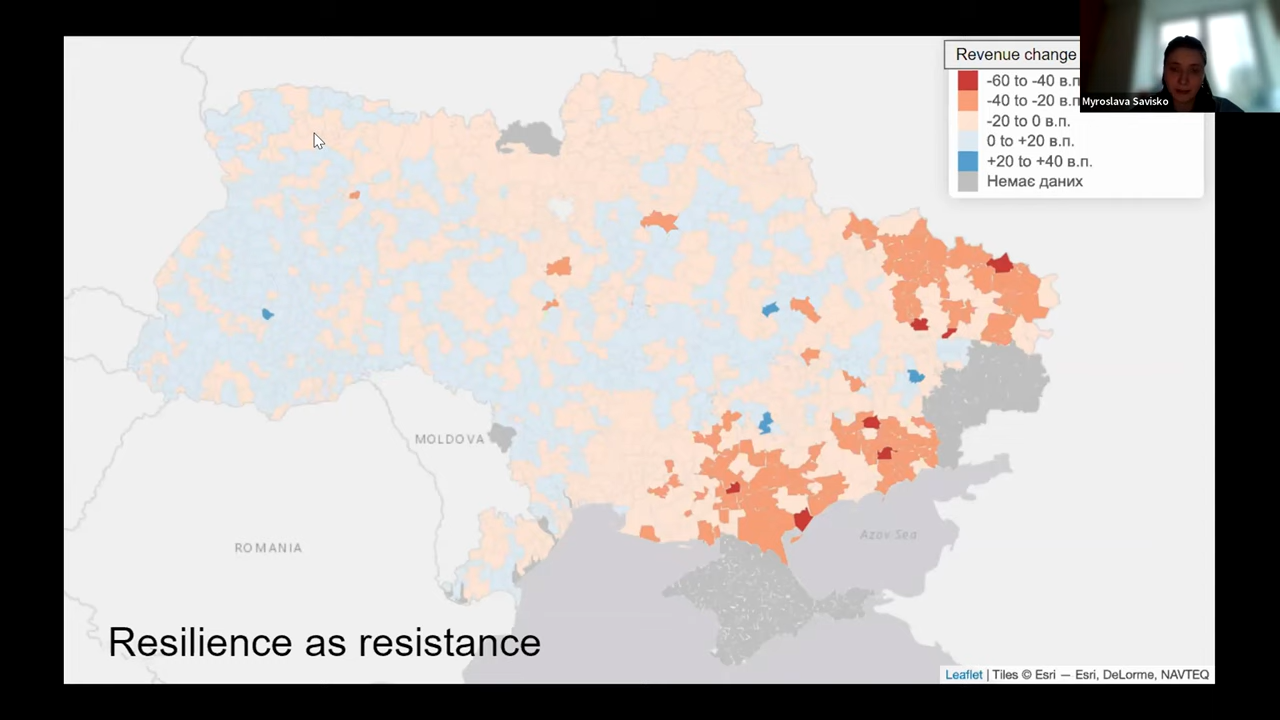 Revenue change
-60 to -40 в.п.
-40 to -20 в.п.
-20 to 0 в.п.
0 to +20 в.п.
+20 to +40 в.п.
Немає даних
Myroslava Savisko
MOLDOVA
ROMANIA
Azov Sea
Resilience as resistance
Leaflet | Tiles © Esri — Esri, DeLorme, NAVTEQ